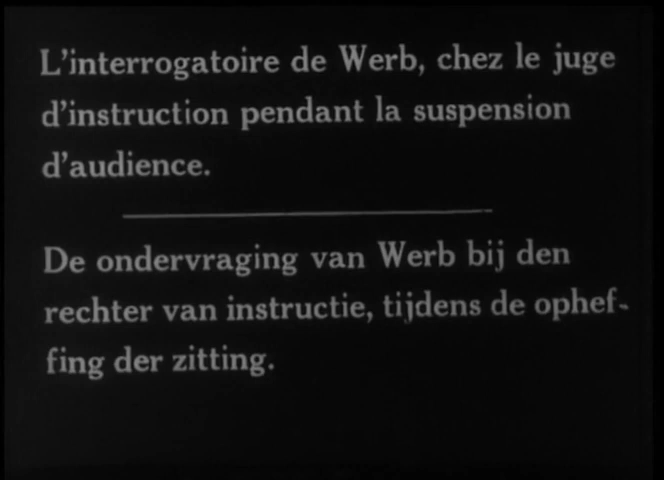 L'interrogatoire de Werb, chez le juge
d'instruction pendant la suspension
d'audience.
De ondervraging van Werb bij den
rechter van instructie, tijdens de ophef-
fing der zitting.